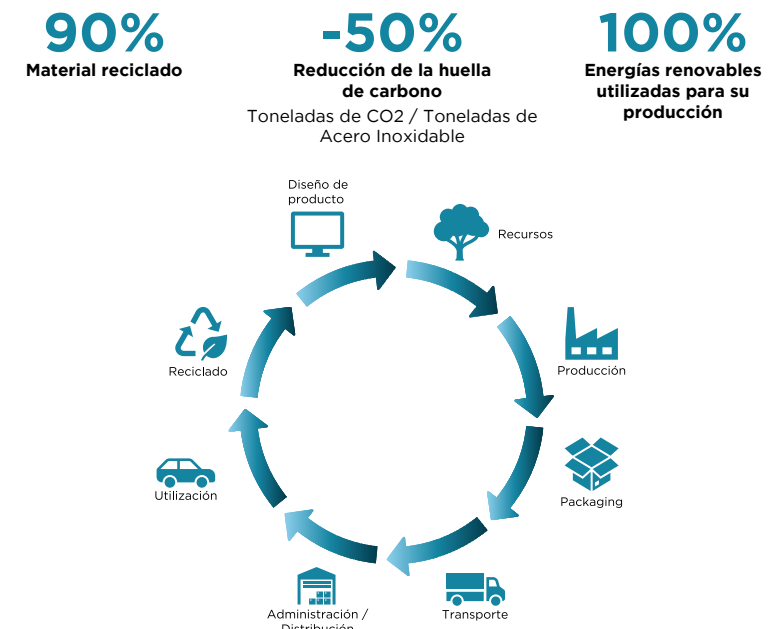 90%
Material reciclado
-50%
Reducción de la huella
de carbono
Toneladas de CO2 / Toneladas de
Acero Inoxidable
100%
Energías renovables
utilizadas para su
producción
Diseño de
producto
Recursos
Producción
Packaging
Transporte
Administración /
Distribución
Utilización
Reciclado